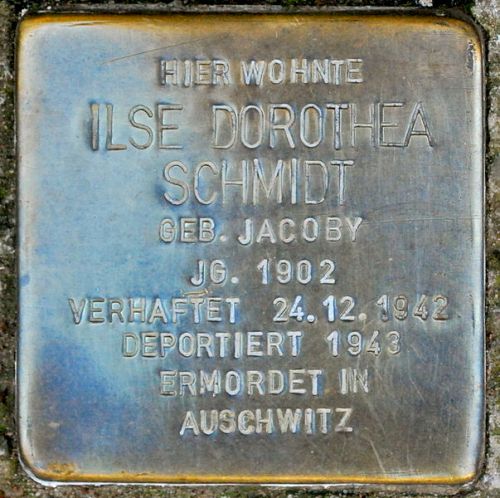 HIER WOHNTE
ILSE DOROTHEA
SCHMIDT
GEB. JACOBY
JG. 1902
VERHAFTET 24.12.1942
DEPORTIERT 1943
ERMORDET IN
AUSCHWITZ